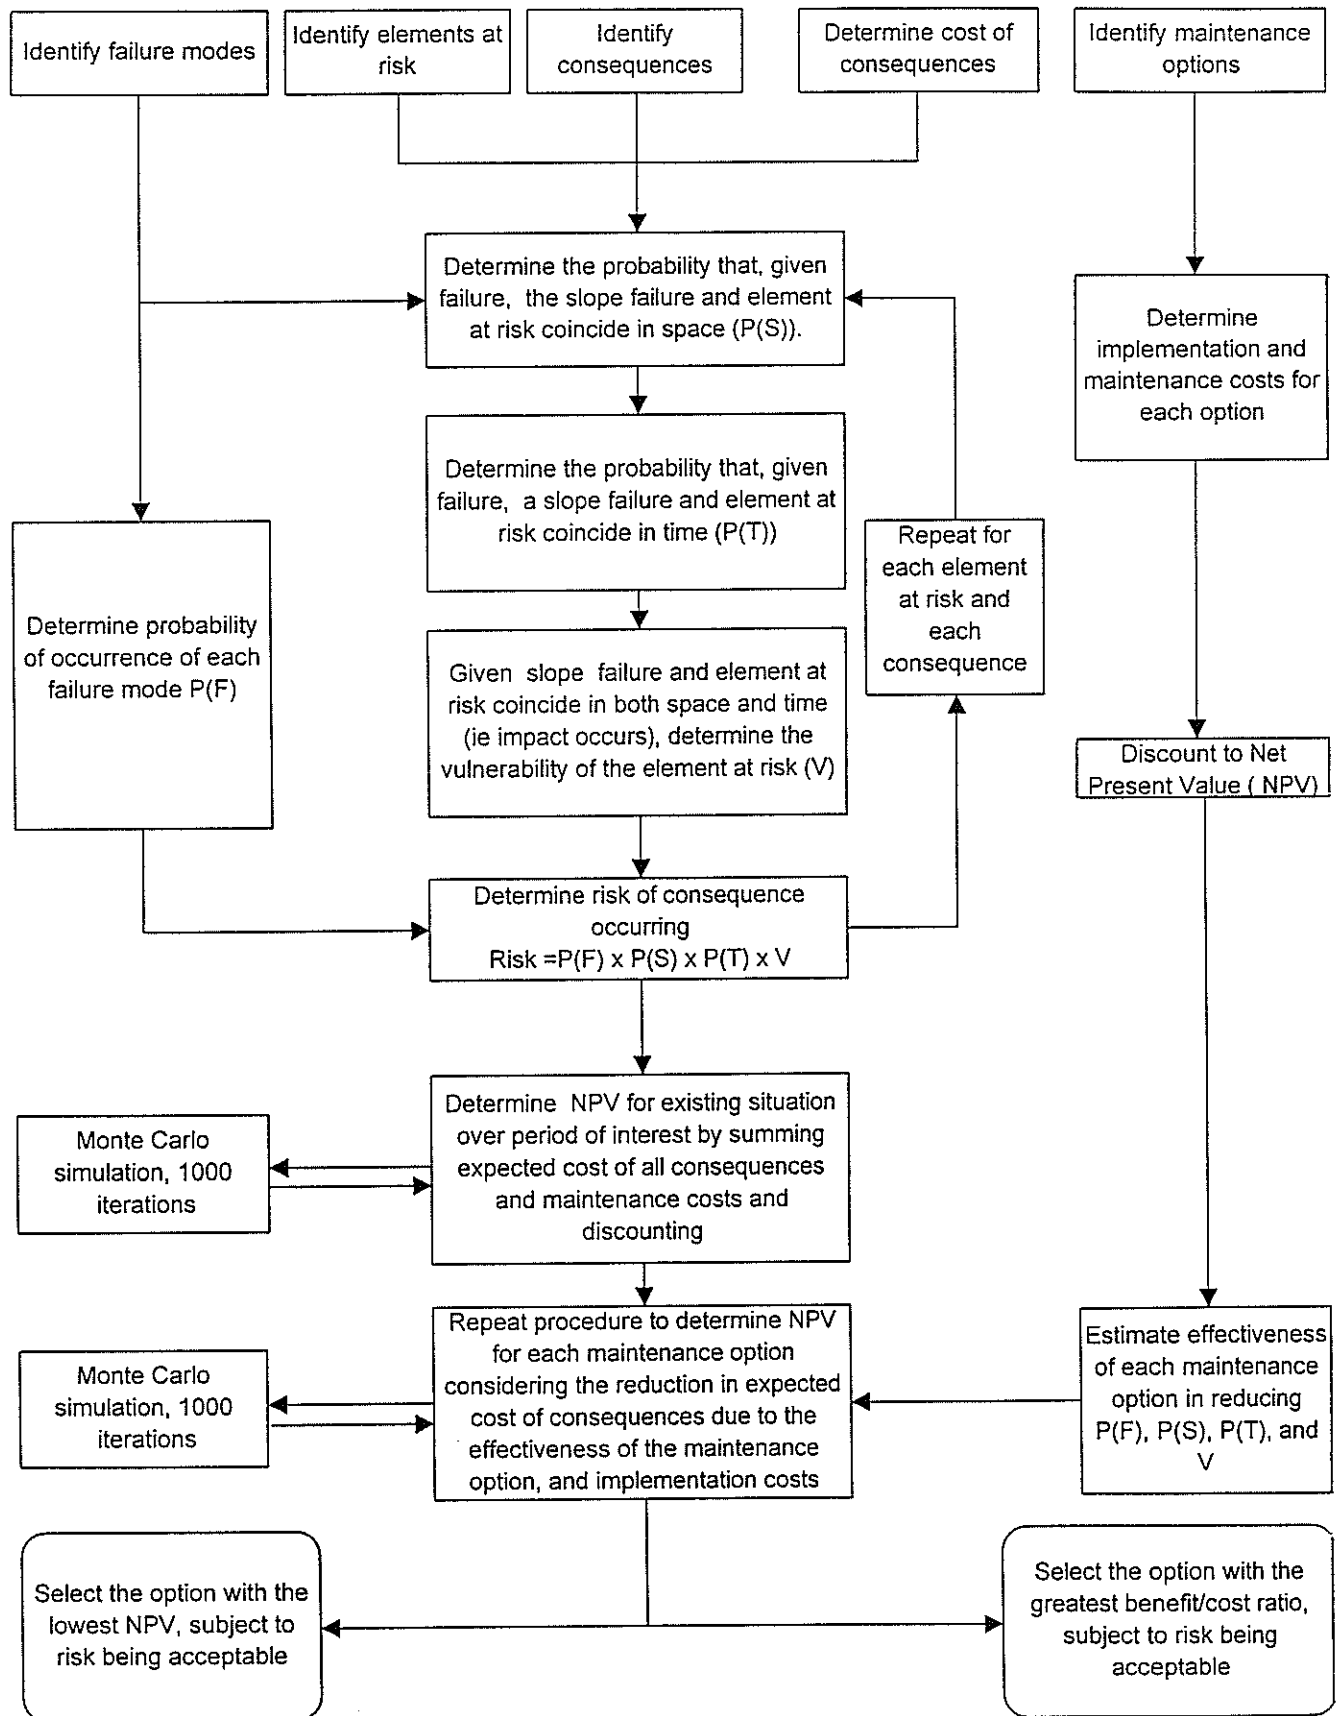 Identify failure modes
Identify elements at
risk
Identify
consequences
Determine cost of
consequences
Identify maintenance
options
Determine the probability that, given
failure, the slope failure and element
at risk coincide in space (P(S)).
Determine
implementation and
maintenance costs for
each option
Determine the probability that, given
failure, a slope failure and element at
risk coincide in time (P(T))
Repeat for
each element
at risk and
each
consequence
Determine probability
of occurrence of each
failure mode P(F)
Given slope failure and element at
risk coincide in both space and time
(ie impact occurs), determine the
vulnerability of the element at risk (V)
Discount to Net
Present Value ( NPV)
Determine risk of consequence
occurring
Risk =P(F) x P(S) x P(T) x V
Determine NPV for existing situation
over period of interest by summing
expected cost of all consequences
and maintenance costs and
discounting
Monte Carlo
simulation, 1000
iterations
Repeat procedure to determine NPV
for each maintenance option
considering the reduction in expected
cost of consequences due to the
effectiveness of the maintenance
option, and implementation costs
Monte Carlo
simulation, 1000
iterations
Estimate effectiveness
of each maintenance
option in reducing
P(F), P(S), P(T), and
V
Select the option with the
lowest NPV, subject to
risk being acceptable
Select the option with the
greatest benefit/cost ratio,
subject to risk being
acceptable